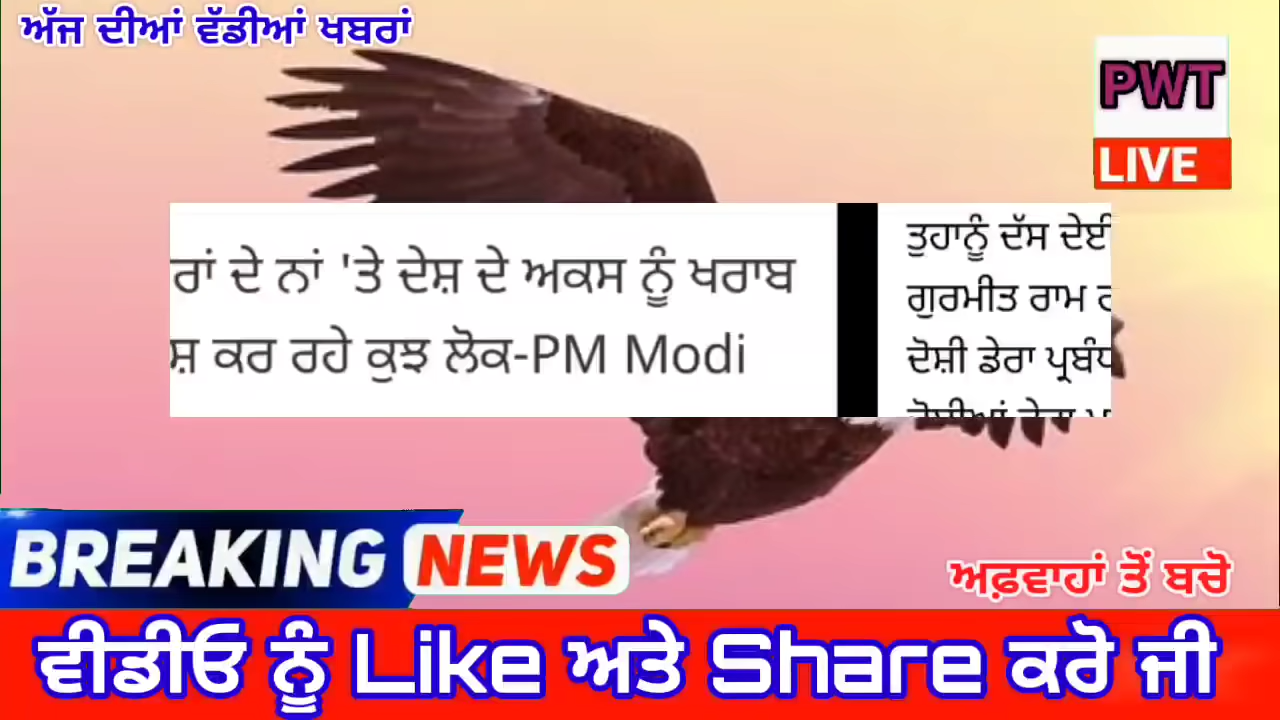 ਅੱਜ ਦੀਆਂ ਵੱਡੀਆਂ ਖਬਰਾਂ
PWT
LIVE
ਰਾਂ ਦੇ ਨਾਂ 'ਤੇ ਦੇਸ਼ ਦੇ ਅਕਸ ਨੂੰ ਖਰਾਬ
ਸ਼ ਕਰ ਰਹੇ ਕੁਝ ਲੋਕ-PM Modi
ਤੁਹਾਨੂੰ ਦੱਸ ਦੇਈ
ਗੁਰਮੀਤ ਰਾਮ ਰ
ਦੋਸ਼ੀ ਡੇਰਾ ਪ੍ਰਬੰਧ
BREAKING NEWS
ਅਫ਼ਵਾਹਾਂ ਤੋਂ ਬਚੋ
ਵੀਡੀਓ ਨੂੰ Like ਅਤੇ Share ਕਰੋ ਜੀ